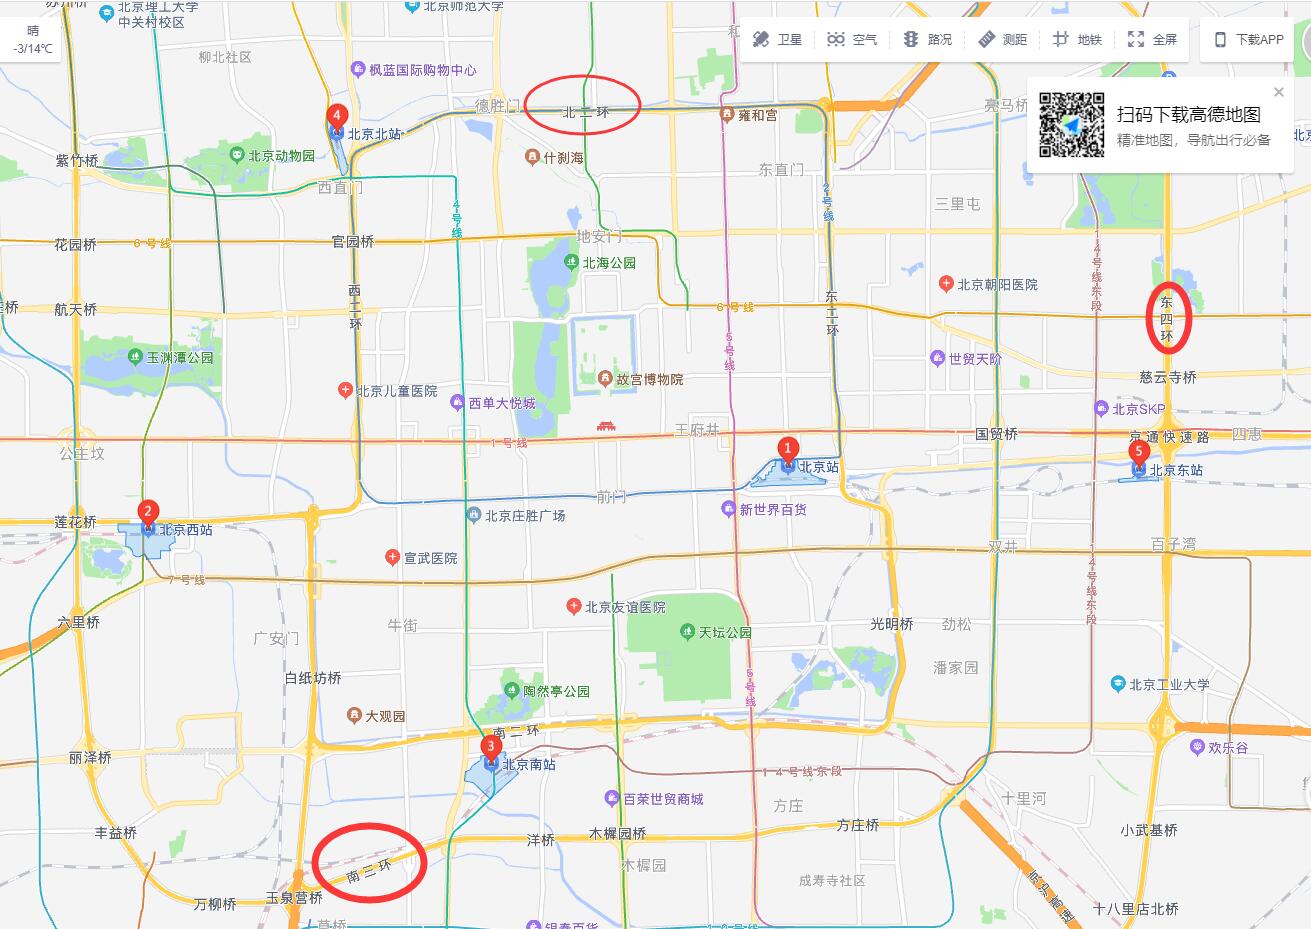 北京理工大学
中关村校区
北京师范大学
晴
-3/14℃
柳北社区
枫蓝国际购物中心
卫星
空气
路况
测距
地铁
全屏
下载APP
扫码下载高德地图
精准地图，导航出行必备
德胜门
北二环
雍和宫
亮马桥
4
北京北站
紫竹桥
北京动物园
什刹海
东直门
西直门
三里屯
4号线
2号线
花园桥
6号线
官园桥
地安门
北海公园
14号线东段
航天桥
西二环
东二环
6号线
北京朝阳医院
东四环
5号线
玉渊潭公园
故宫博物院
世贸天阶
慈云寺桥
北京儿童医院
西单大悦城
北京SKP
1号线
王府井
国贸桥
京通快速路
四惠
公主坟
1
北京站
5
北京东站
前门
2
北京西站
莲花桥
北京庄胜广场
新世界百货
双井
百子湾
宣武医院
7号线
14号线东段
北京友谊医院
六里桥
广安门
牛街
天坛公园
光明桥
劲松
潘家园
白纸坊桥
陶然亭公园
5号线
北京工业大学
大观园
南二环
3
北京南站
丽泽桥
14号线东段
欢乐谷
百荣世贸商城
方庄
十里河
丰益桥
洋桥
木樨园桥
方庄桥
小武基桥
南三环
木樨园
成寿寺社区
京沪高速
万柳桥
玉泉营桥
十八里店北桥
草桥
银泰百货
10号线